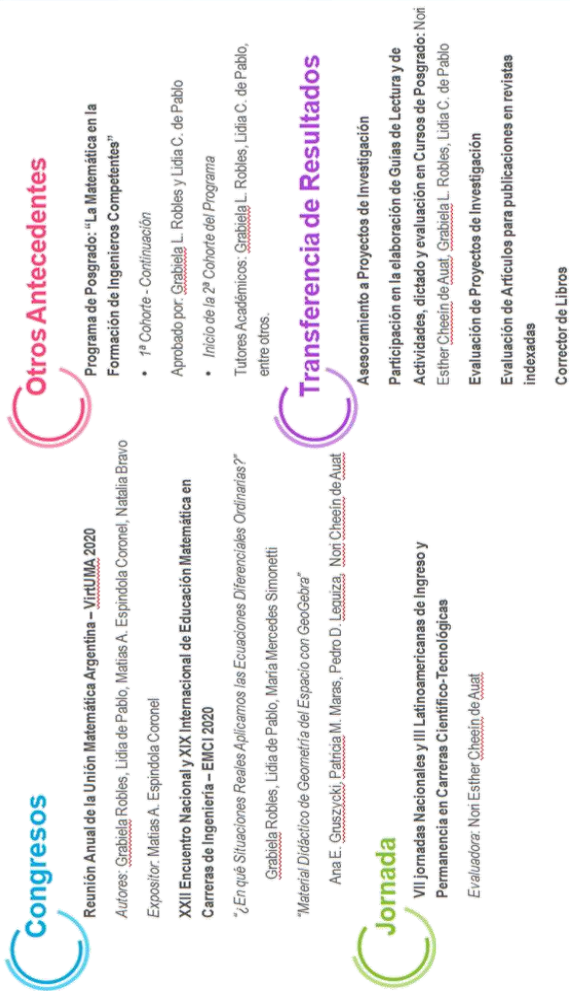 Congresos
Reunión Anual de la Unión Matemática Argentina – VirtUMA 2020
Autores: Grabiela Robles, Lidia de Pablo, Matias A. Espindola Coronel, Natalia Bravo
Expositor: Matias A. Espindola Coronel
XXII Encuentro Nacional y XIX Internacional de Educación Matemática en
Carreras de Ingeniería – EMCI 2020
“¿En qué Situaciones Reales Aplicamos las Ecuaciones Diferenciales Ordinarias?”
Grabiela Robles, Lidia de Pablo, María Mercedes Simonetti
“Material Didáctico de Geometría del Espacio con GeoGebra”
Ana E. Gruszycki, Patricia M. Maras, Pedro D. Leguiza, Nori Cheein de Auat
Jornada
VII jornadas Nacionales y III Latinoamericanas de Ingreso y
Permanencia en Carreras Científico-Tecnológicas
Evaluadora: Nori Esther Cheein de Auat
Otros Antecedentes
Programa de Posgrado: “La Matemática en la
Formación de Ingenieros Competentes”
• 1ª Cohorte - Continuación
Aprobado por: Grabiela L. Robles y Lidia C. de Pablo
• Inicio de la 2ª Cohorte del Programa
Tutores Académicos: Grabiela L. Robles, Lidia C. de Pablo,
entre otros.
Transferencia de Resultados
Asesoramiento a Proyectos de Investigación
Participación en la elaboración de Guías de Lectura y de
Actividades, dictado y evaluación en Cursos de Posgrado: Nori
Esther Cheein de Auat, Grabiela L. Robles, Lidia C. de Pablo
Evaluación de Proyectos de Investigación
Evaluación de Artículos para publicaciones en revistas
indexadas
Corrector de Libros